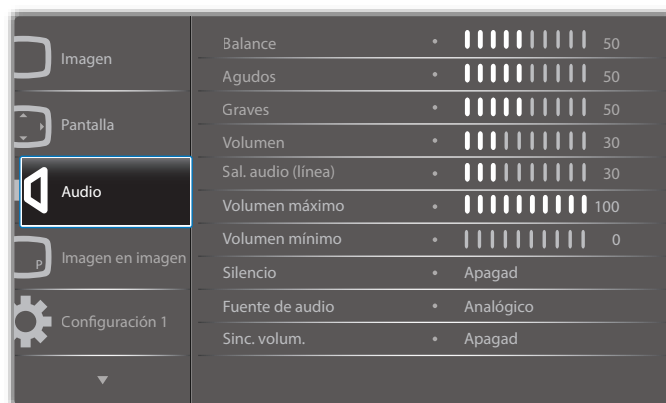 Imagen
Pantalla
Audio
P
Imagen en imagen
Configuración 1
Balance • 50
Agudos • 50
Graves • 50
Volumen • 30
Sal. audio (línea) • 30
Volumen máximo • 100
Volumen mínimo • 0
Silencio • Apagad
Fuente de audio • Analógico
Sinc. volum. • Apagad